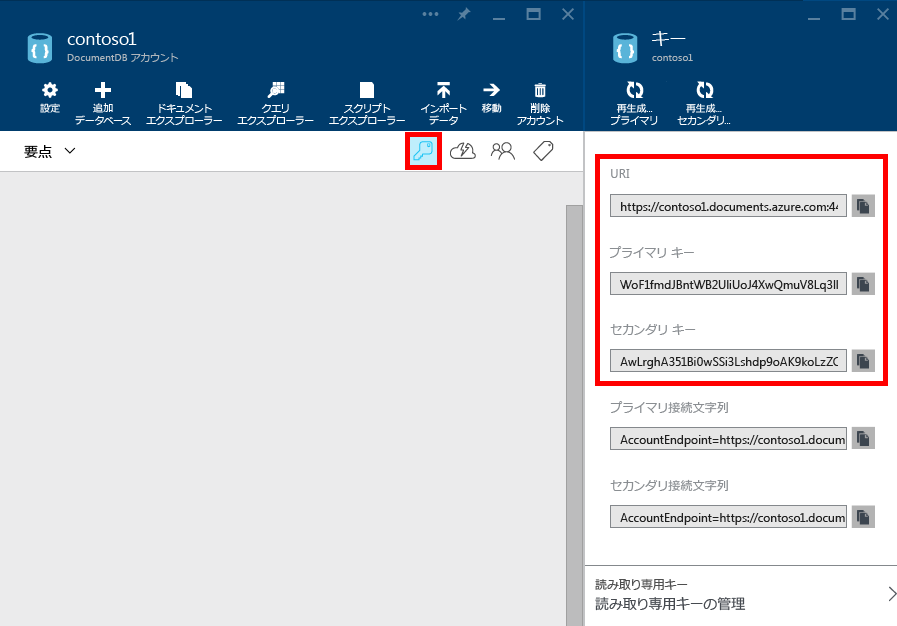 contoso1
DocumentDB アカウント
設定
追加
データベース
ドキュメント
エクスプローラー
クエリ
エクスプローラー
スクリプト
エクスプローラー
インポート
データ
移動
削除
アカウント
要点
キー
contoso1
再生成...
プライマリ
再生成...
セカンダリ...
URI
https://contoso1.documents.azure.com:44
プライマリ キー
WoF1fmdJBntWB2UliUoJ4XwQmuV8Lq3ll
セカンダリ キー
AwLrghA351Bi0wSSi3Lshdp9oAK9koLzZC
プライマリ接続文字列
AccountEndpoint=https://contoso1.docum
セカンダリ接続文字列
AccountEndpoint=https://contoso1.docum
読み取り専用キー
読み取り専用キーの管理